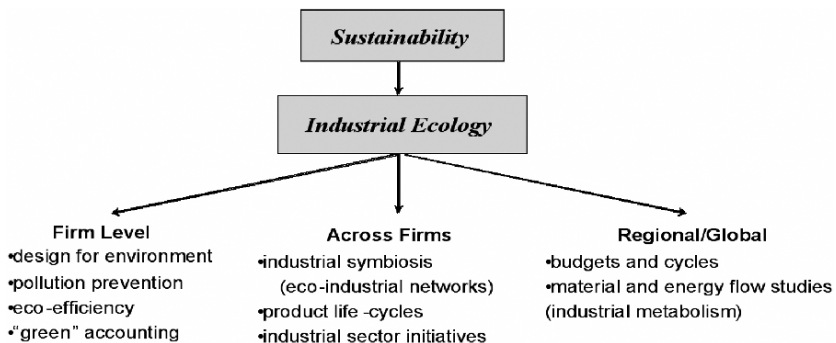 Sustainability
Industrial Ecology
Firm Level
•design for environment
•pollution prevention
•eco-efficiency
•“green” accounting
Across Firms
•industrial symbiosis
(eco-industrial networks)
•product life -cycles
•industrial sector initiatives
Regional/Global
•budgets and cycles
•material and energy flow studies
(industrial metabolism)